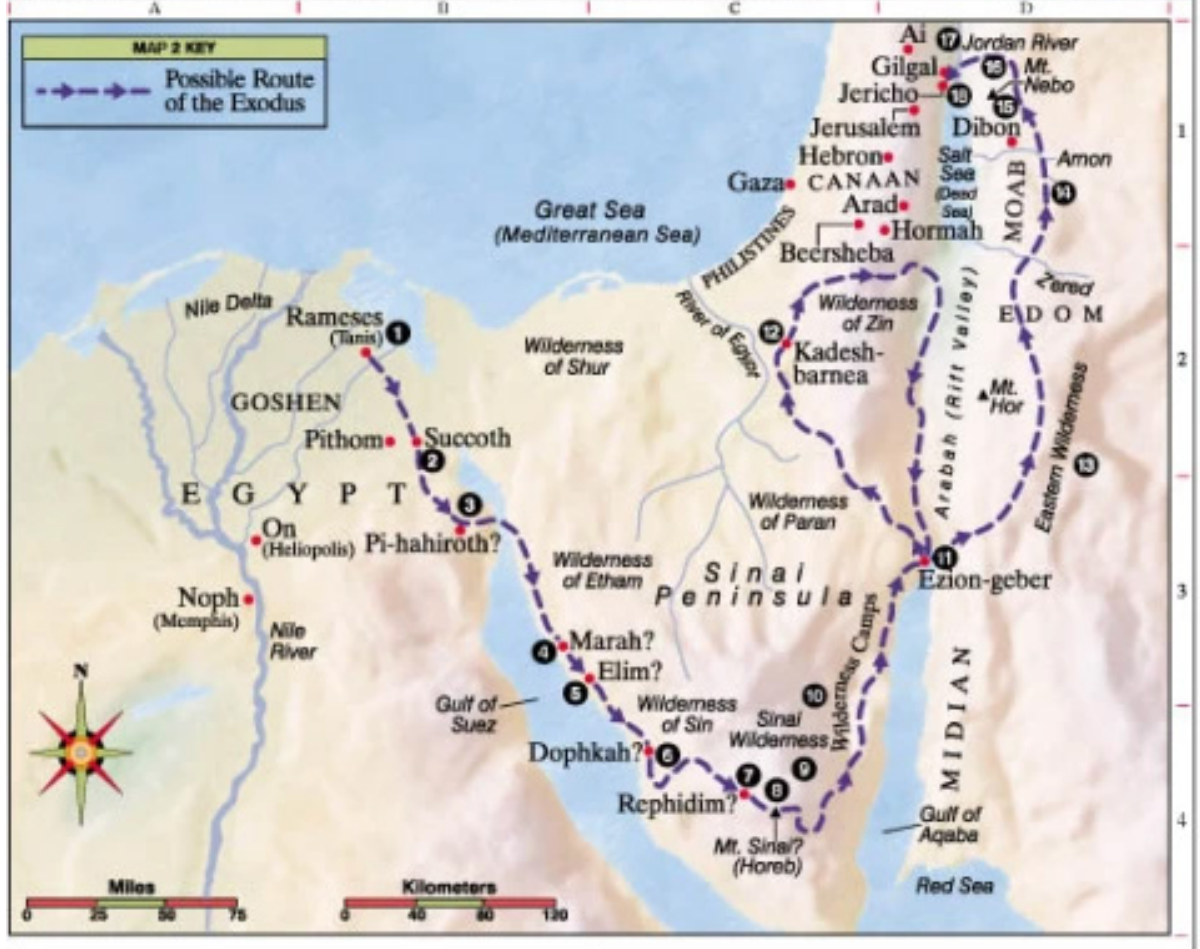 A
B
C
D
MAP 2 KEY
Possible Route
of the Exodus
Ai
17
Jordan River
Gilgal
16
Mt.
Nebo
Jericho
18
15
Jerusalem
Dibon
1
Hebron
Salt
Sea
(Dead
Sea)
Arnon
Gaza
CANAAN
MOAB
14
Arad
Great Sea
(Mediterranean Sea)
Hormah
PHILISTINES
Beersheba
Zered
Nile Delta
River of Egypt
Wilderness
of Zin
EDOM
Rameses
(Tanis)
1
12
Wilderness
of Shur
Kadesh-
barnea
2
Arabah (Rift Valley)
Mt.
Hor
GOSHEN
Eastern Wilderness
Pithom
Succoth
2
13
EGYPT
3
Wilderness
of Paran
On
(Heliopolis)
Pi-hahiroth?
11
Wilderness
of Etham
Sinai
Peninsula
Ezion-geber
3
Noph
(Memphis)
Nile
River
Marah?
4
Elim?
5
Wilderness Camps
MIDIAN
N
10
Gulf of
Suez
Wilderness
of Sin
Sinai
Wilderness
Dophkah?
6
7
8
9
Rephidim?
Gulf of
Aqaba
4
Mt. Sinai?
(Horeb)
Red Sea
Miles
0 25 50 75
Kilometers
0 40 80 120